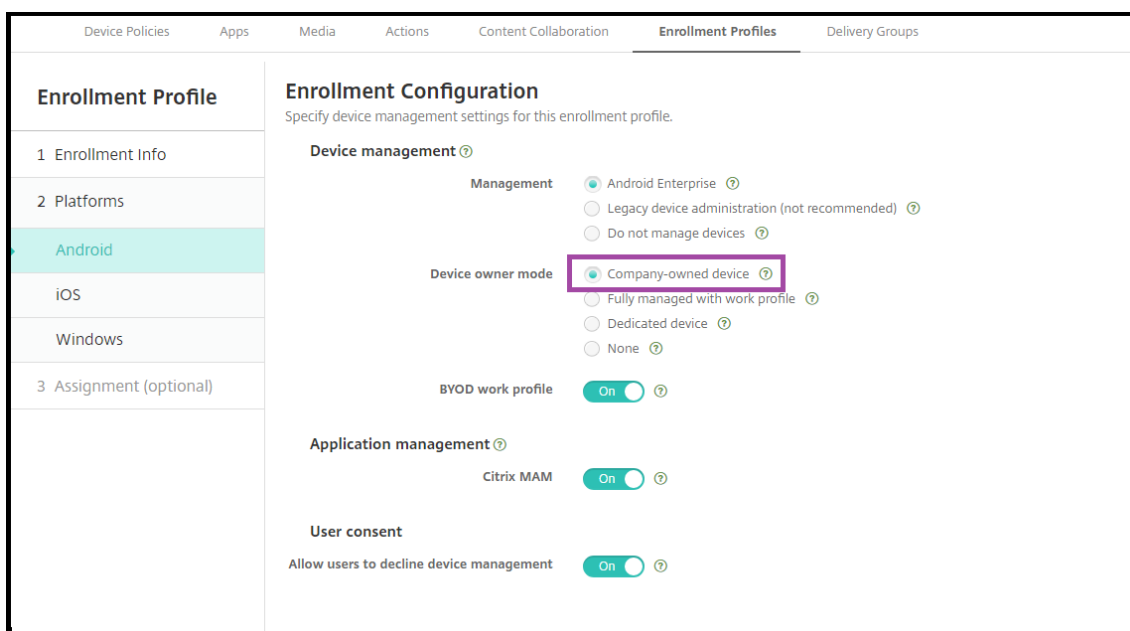 Device Policies Apps Media Actions Content Collaboration Enrollment Profiles Delivery Groups
Enrollment Profile
1 Enrollment Info
2 Platforms
Android
iOS
Windows
3 Assignment (optional)
Enrollment Configuration
Specify device management settings for this enrollment profile.
Device management ?
Management Android Enterprise ?
Legacy device administration (not recommended) ?
Do not manage devices ?
Device owner mode Company-owned device ?
Fully managed with work profile ?
Dedicated device ?
None ?
BYOD work profile On ?
Application management ?
Citrix MAM On ?
User consent
Allow users to decline device management On ?